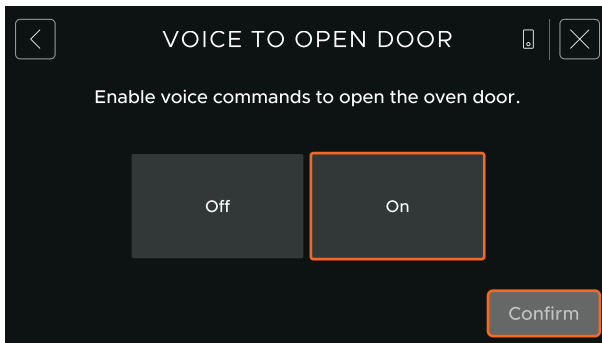 VOICE TO OPEN DOOR
Enable voice commands to open the oven door.
Off
On
Confirm